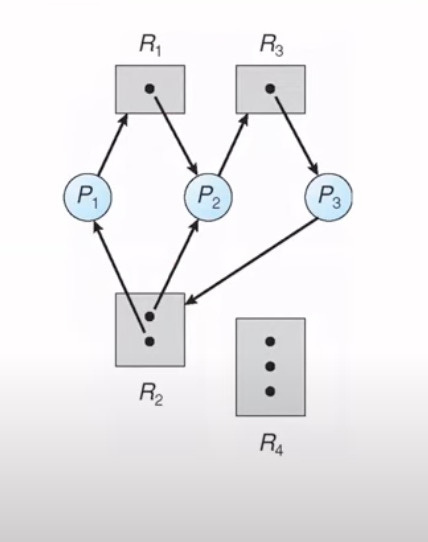 R₁ R₃
P₁ P₂ P₃
R₂
R₄